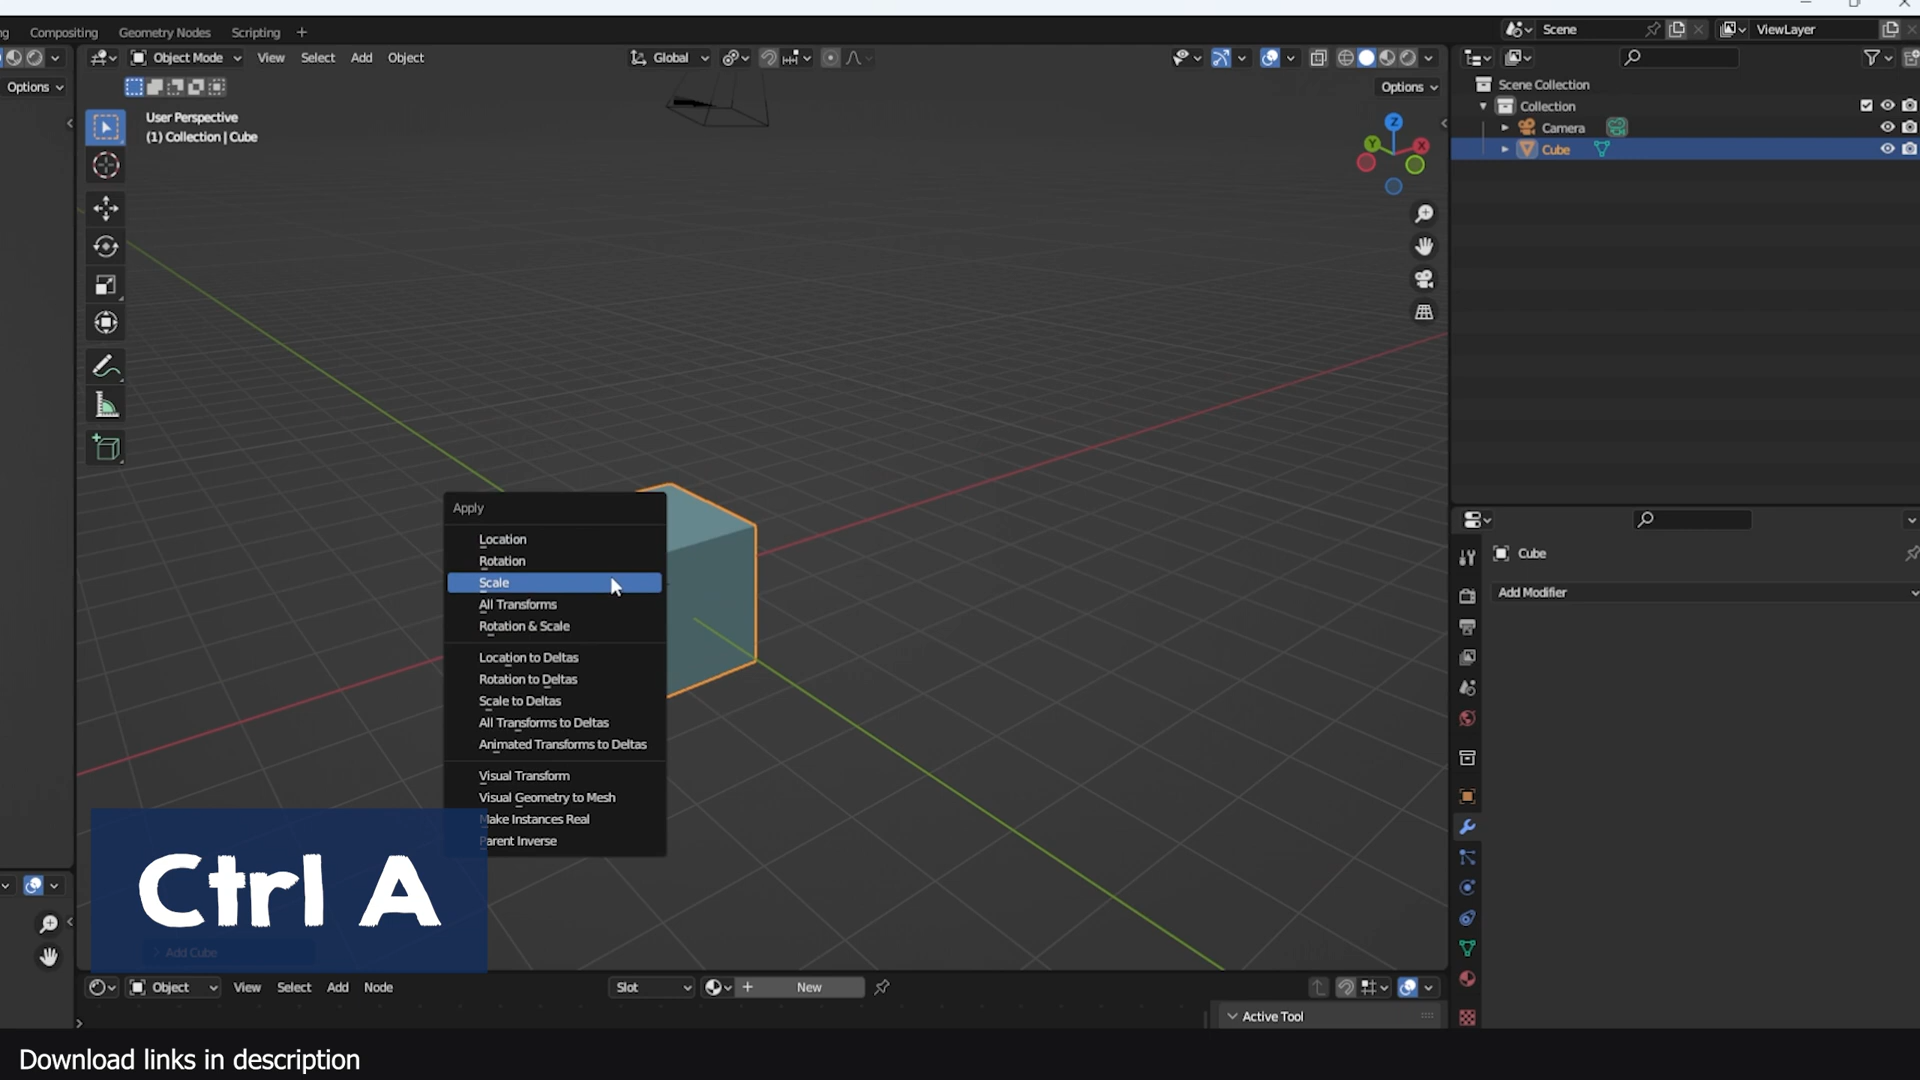 ng Compositing Geometry Nodes Scripting + Scene ViewLayer
Object Mode View Select Add Object Global
Options Options
User Perspective
(1) Collection | Cube
Z
Y
X
Scene Collection
Collection
Camera
Cube
Cube
Add Modifier
Apply
Location
Rotation
Scale
All Transforms
Rotation & Scale
Location to Deltas
Rotation to Deltas
Scale to Deltas
All Transforms to Deltas
Animated Transforms to Deltas
Visual Transform
Visual Geometry to Mesh
Make Instances Real
Parent Inverse
Ctrl A
Add Cube
Object View Select Add Node Slot + New
Active Tool
Download links in description